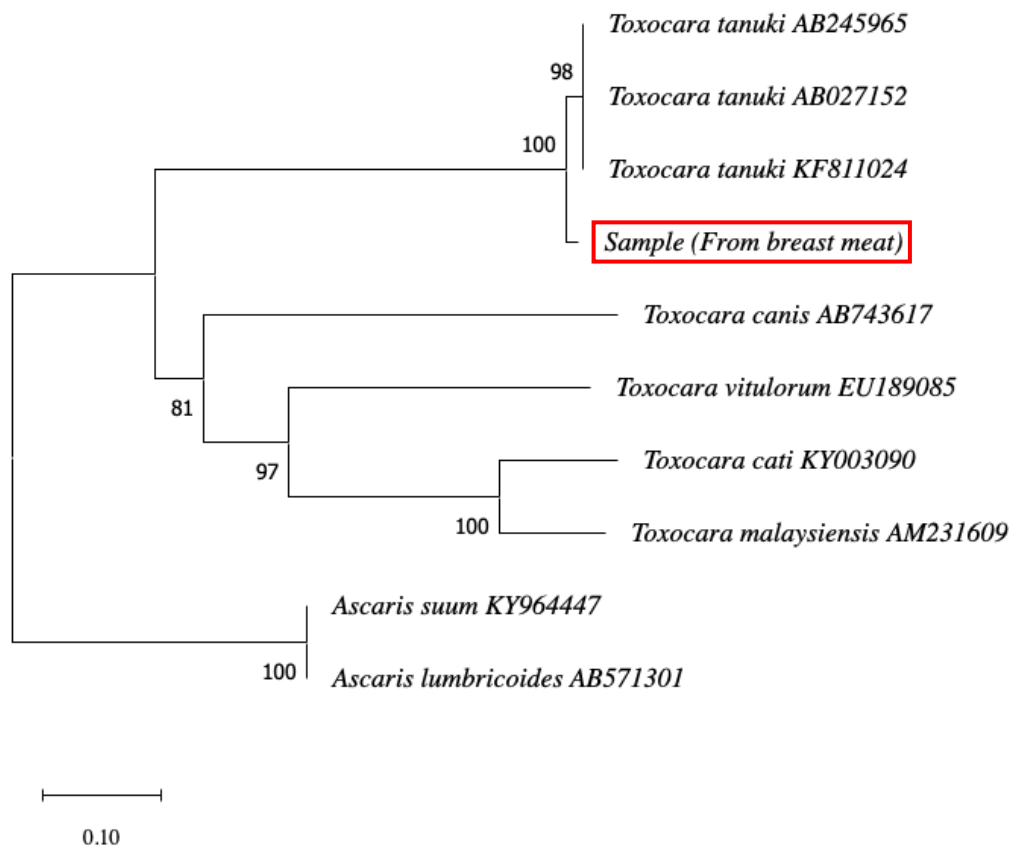 Toxocara tanuki AB245965
98
Toxocara tanuki AB027152
100
Toxocara tanuki KF811024
Sample (From breast meat)
Toxocara canis AB743617
Toxocara vitulorum EU189085
81
Toxocara cati KY003090
97
Toxocara malaysiensis AM231609
100
Ascaris suum KY964447
100
Ascaris lumbricoides AB571301
0.10